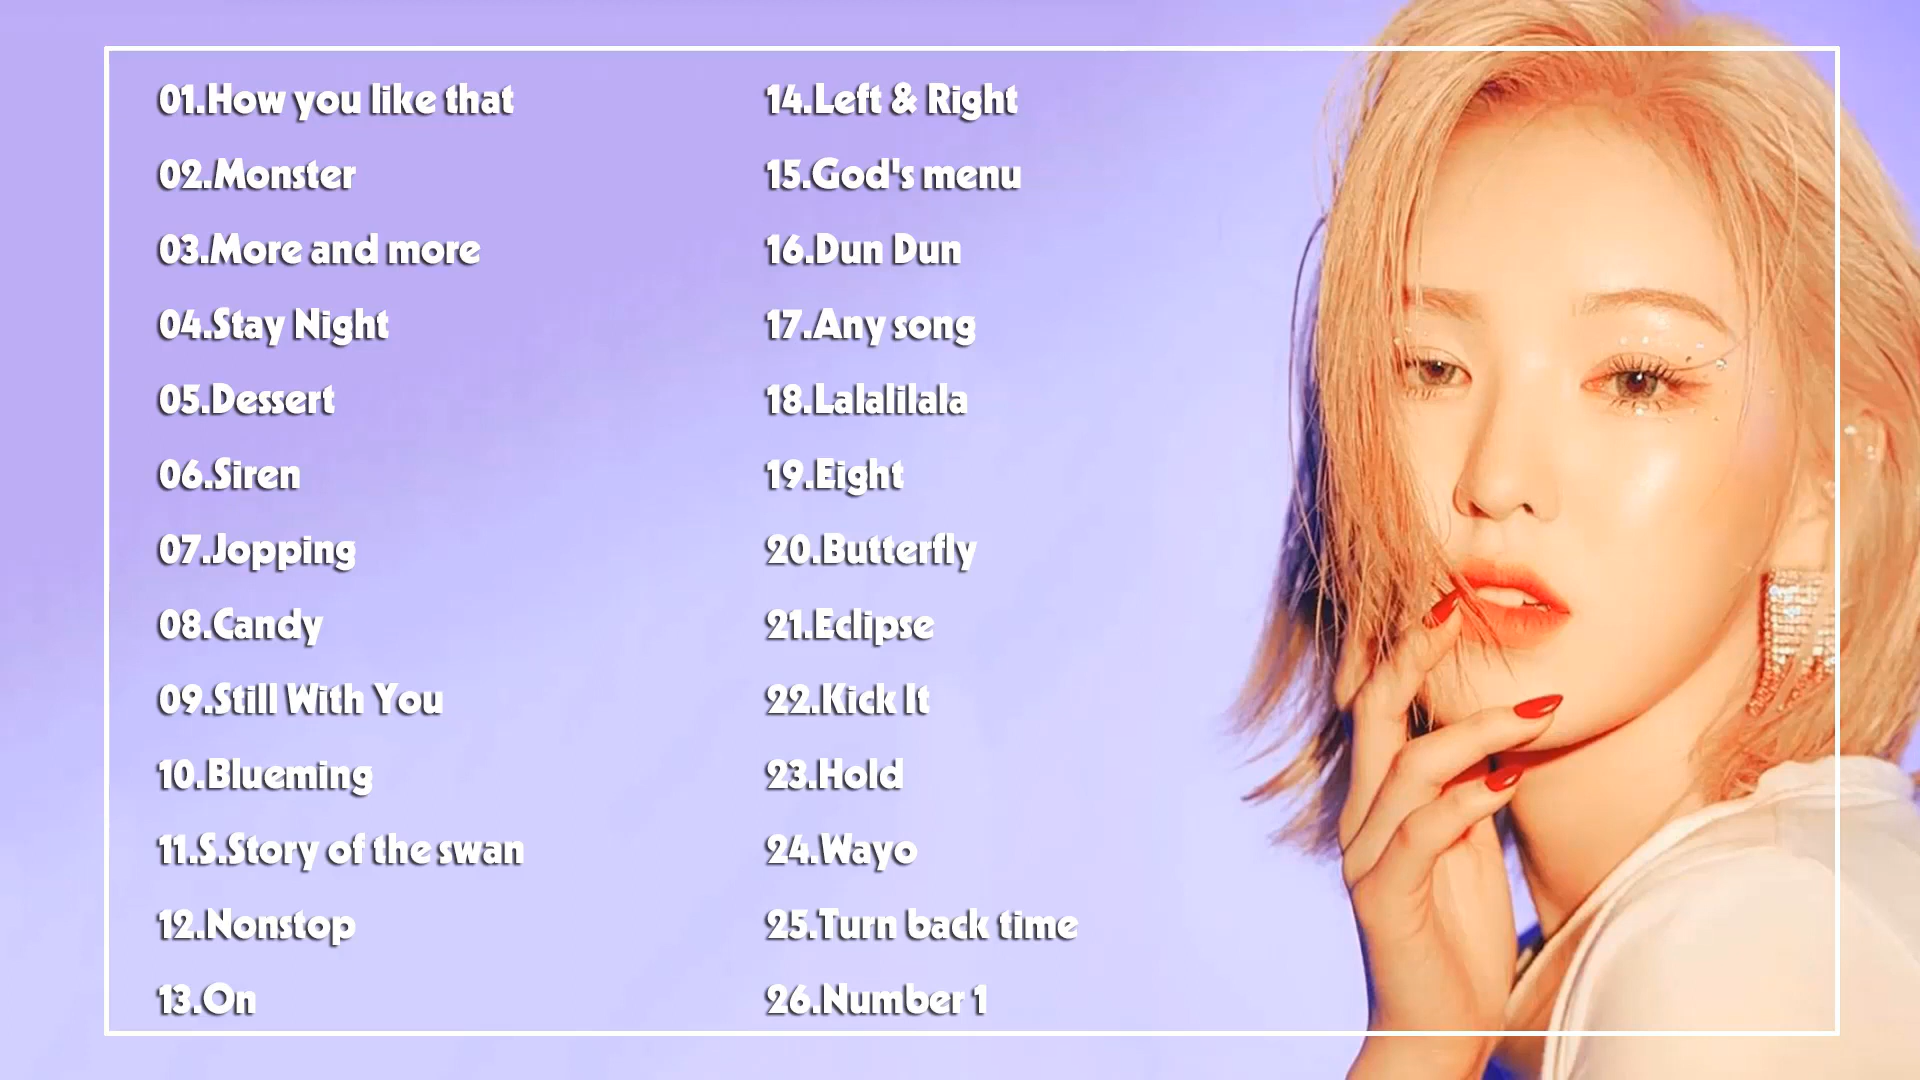 01.How you like that
02.Monster
03.More and more
04.Stay Night
05.Dessert
06.Siren
07.Jopping
08.Candy
09.Still With You
10.Blueming
11.S.Story of the swan
12.Nonstop
13.On
14.Left & Right
15.God's menu
16.Dun Dun
17.Any song
18.Lalalilala
19.Eight
20.Butterfly
21.Eclipse
22.Kick It
23.Hold
24.Wayo
25.Turn back time
26.Number 1